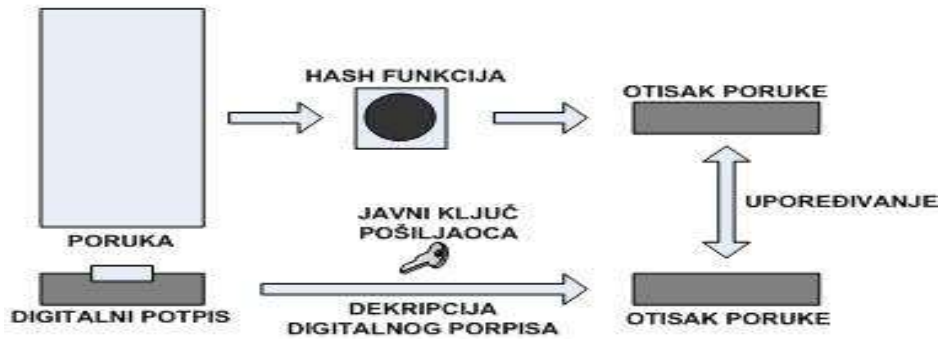 HASH FUNKCIJA
OTISAK PORUKE
UPOREĐIVANJE
PORUKA
JAVNI KLJUČ
POŠILJAOCA
DIGITALNI POTPIS
DEKRIPCIJA
DIGITALNOG PORPISA
OTISAK PORUKE